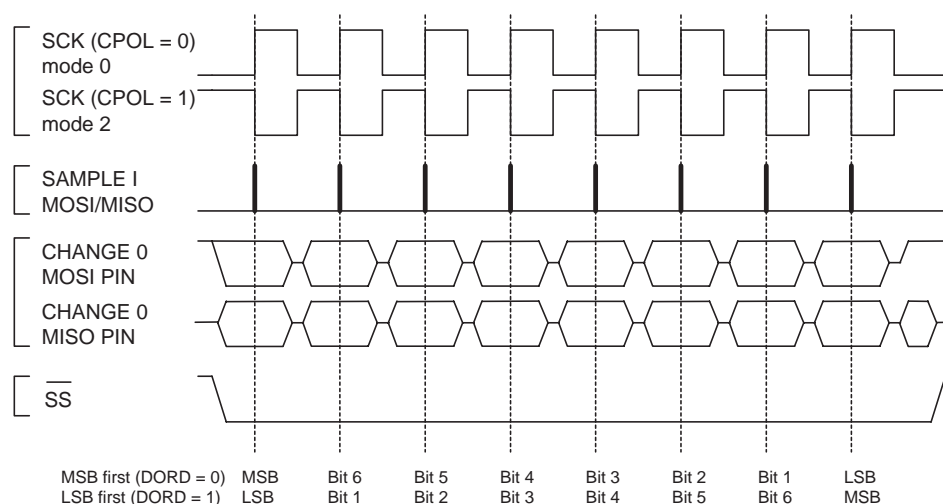 SCK (CPOL = 0)
mode 0
SCK (CPOL = 1)
mode 2
SAMPLE I
MOSI/MISO
CHANGE 0
MOSI PIN
CHANGE 0
MISO PIN
SS
MSB first (DORD = 0) MSB Bit 6 Bit 5 Bit 4 Bit 3 Bit 2 Bit 1 LSB
LSB first (DORD = 1) LSB Bit 1 Bit 2 Bit 3 Bit 4 Bit 5 Bit 6 MSB